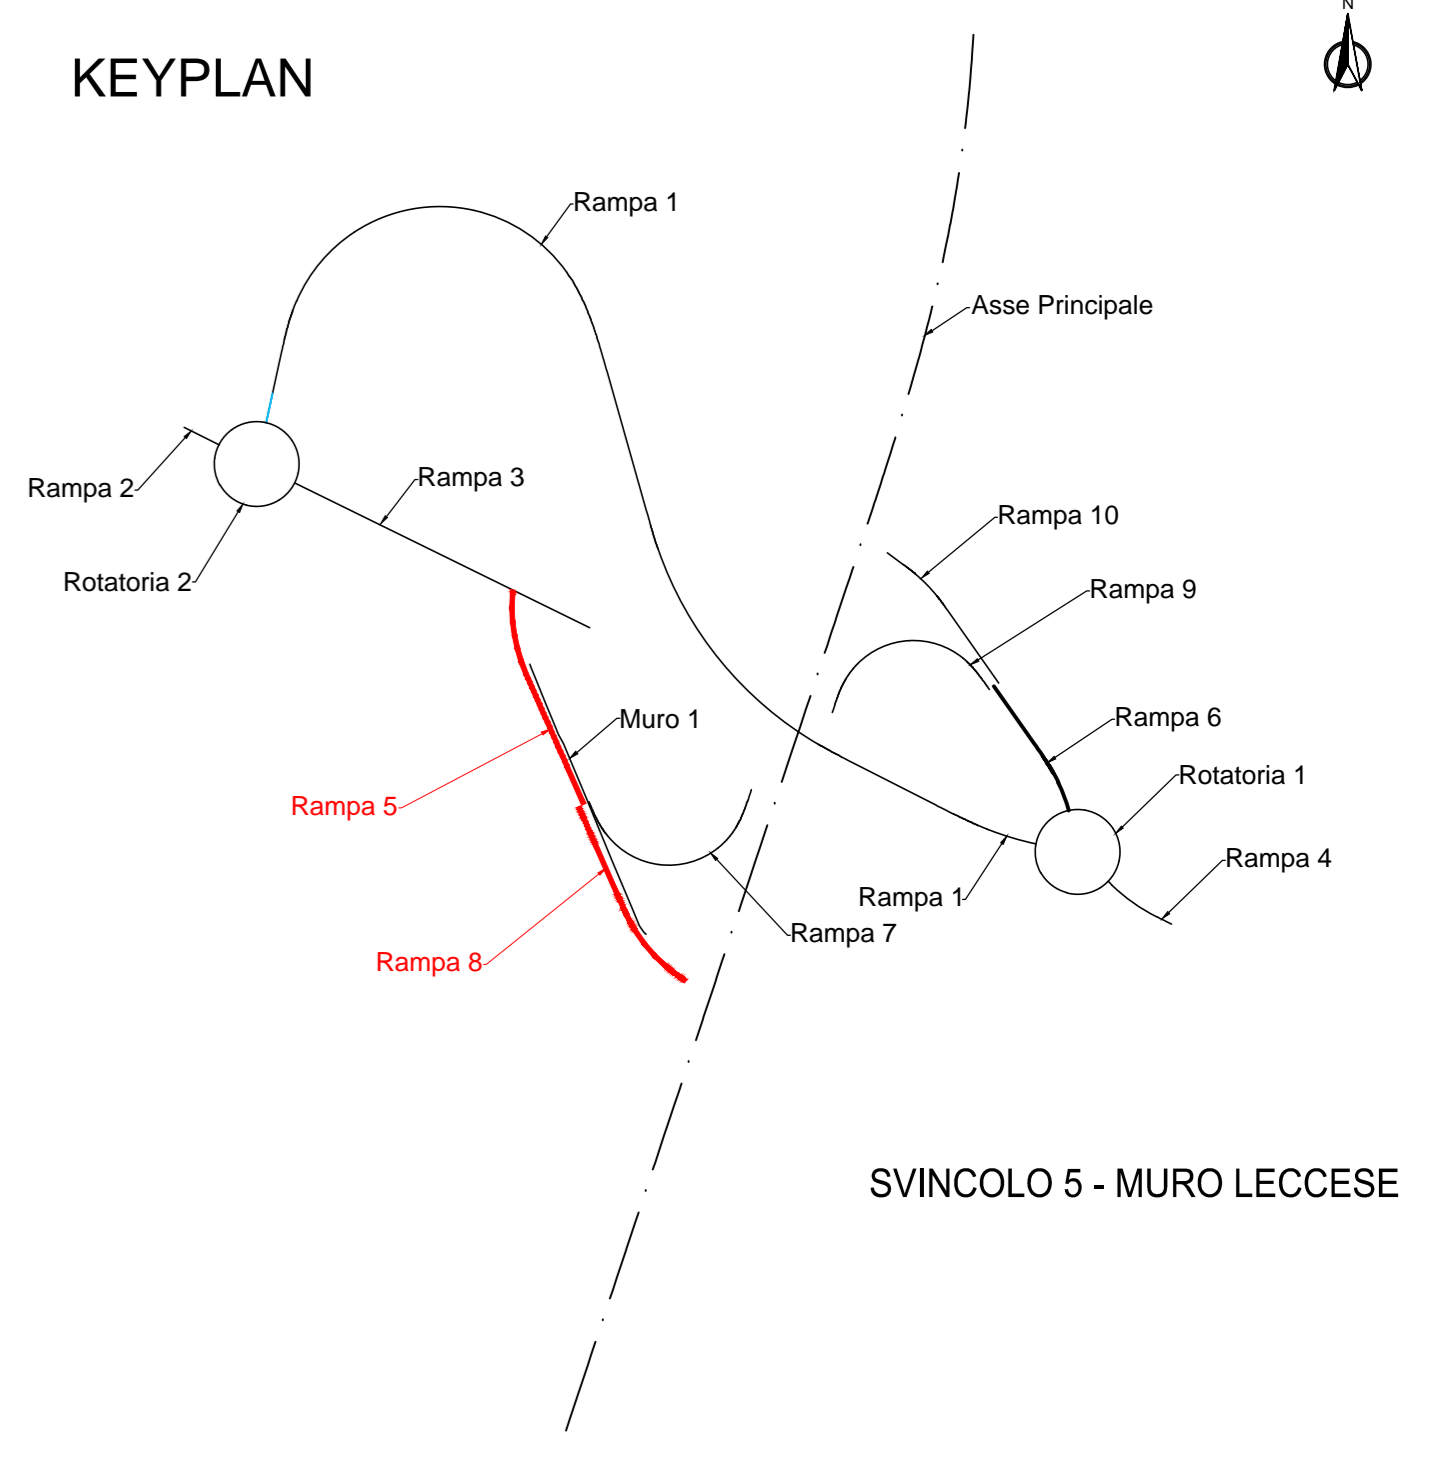 N
KEYPLAN
Rampa 1
Asse Principale
Rampa 3
Rampa 2
Rampa 10
Rotatoria 2
Rampa 9
Muro 1
Rampa 6
Rotatoria 1
Rampa 5
Rampa 4
Rampa 1
Rampa 7
Rampa 8
SVINCOLO 5 - MURO LECCESE